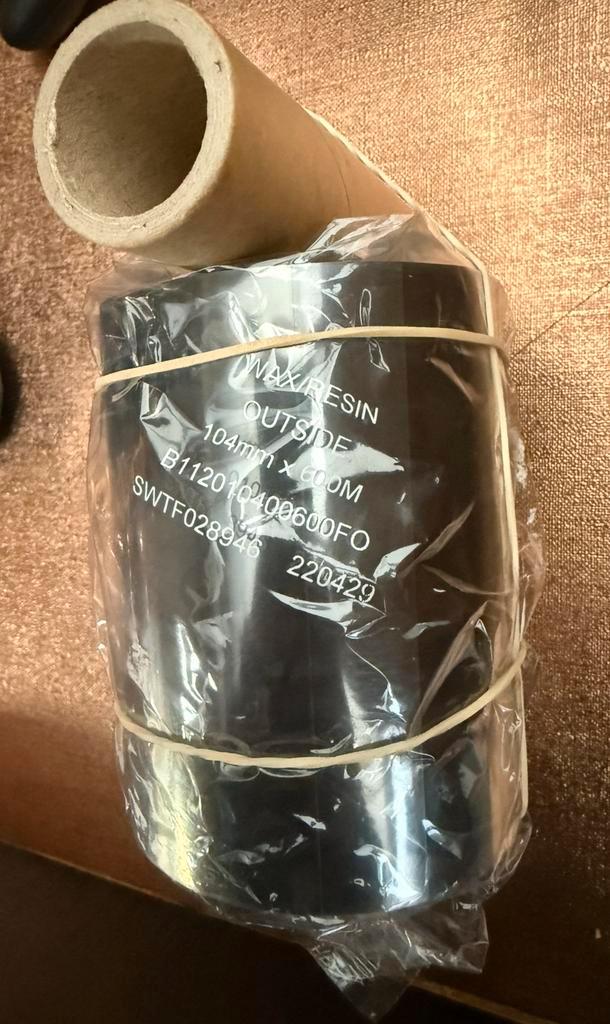 WAX/RESIN
OUTSIDE
104mm x 600M
B112010400600FO
SWTF028946 220429